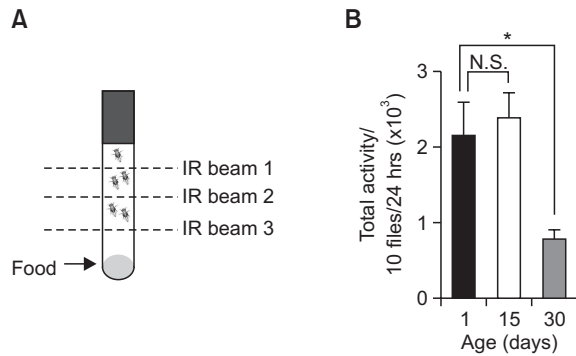 A
IR beam 1
IR beam 2
IR beam 3
Food
B
*
N.S.
Total activity/
10 files/24 hrs (x10³)
3
2
1
0
1 15 30
Age (days)